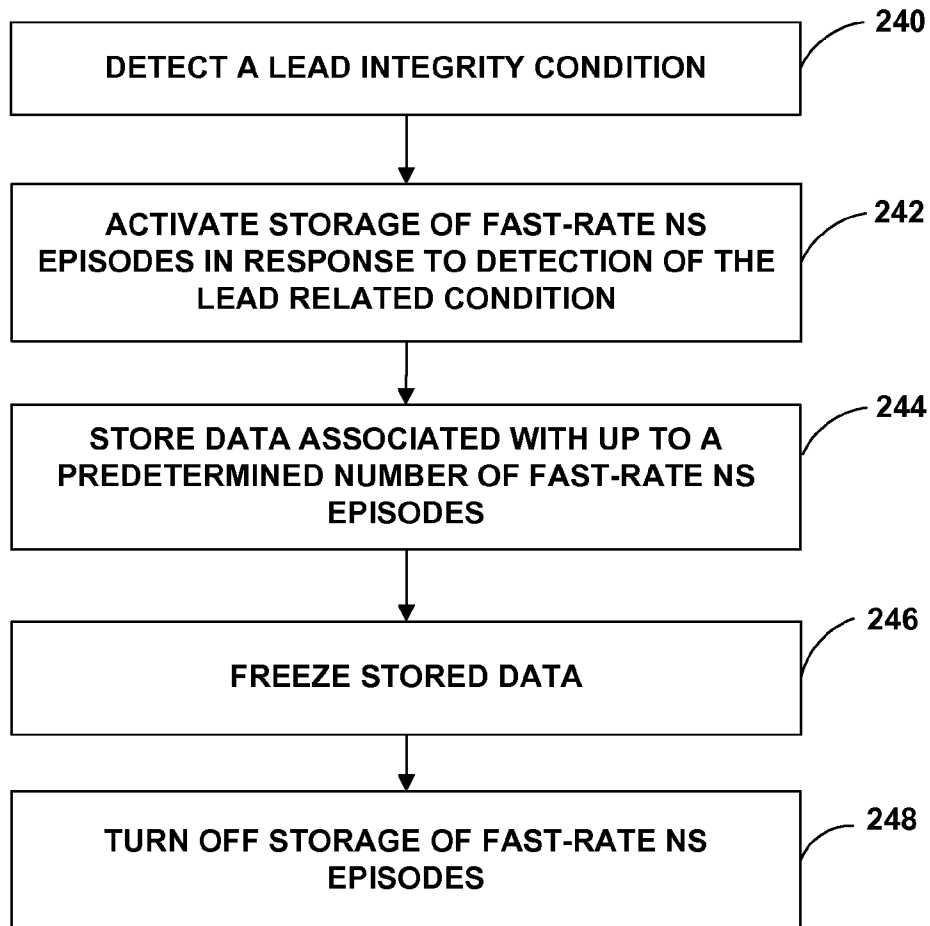 240
DETECT A LEAD INTEGRITY CONDITION
242
ACTIVATE STORAGE OF FAST-RATE NS
EPISODES IN RESPONSE TO DETECTION OF THE
LEAD RELATED CONDITION
244
STORE DATA ASSOCIATED WITH UP TO A
PREDETERMINED NUMBER OF FAST-RATE NS
EPISODES
246
FREEZE STORED DATA
248
TURN OFF STORAGE OF FAST-RATE NS
EPISODES